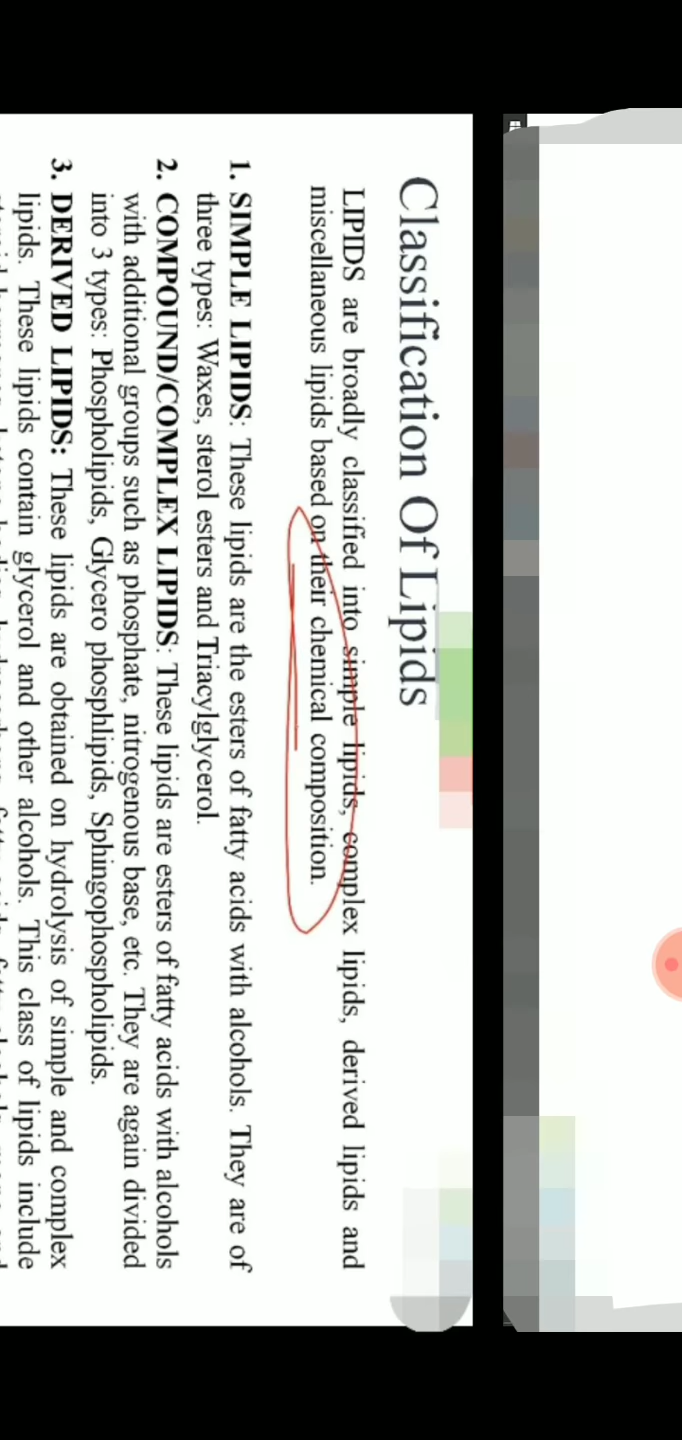 Classification Of Lipids
LIPIDS are broadly classified into simple lipids, complex lipids, derived lipids and
miscellaneous lipids based on their chemical composition.
1. SIMPLE LIPIDS: These lipids are the esters of fatty acids with alcohols. They are of
three types: Waxes, sterol esters and Triacylglycerol.
2. COMPOUND/COMPLEX LIPIDS: These lipids are esters of fatty acids with alcohols
with additional groups such as phosphate, nitrogenous base, etc. They are again divided
into 3 types: Phospholipids, Glycero phosphlipids, Sphingophospholipids.
3. DERIVED LIPIDS: These lipids are obtained on hydrolysis of simple and complex
lipids. These lipids contain glycerol and other alcohols. This class of lipids include